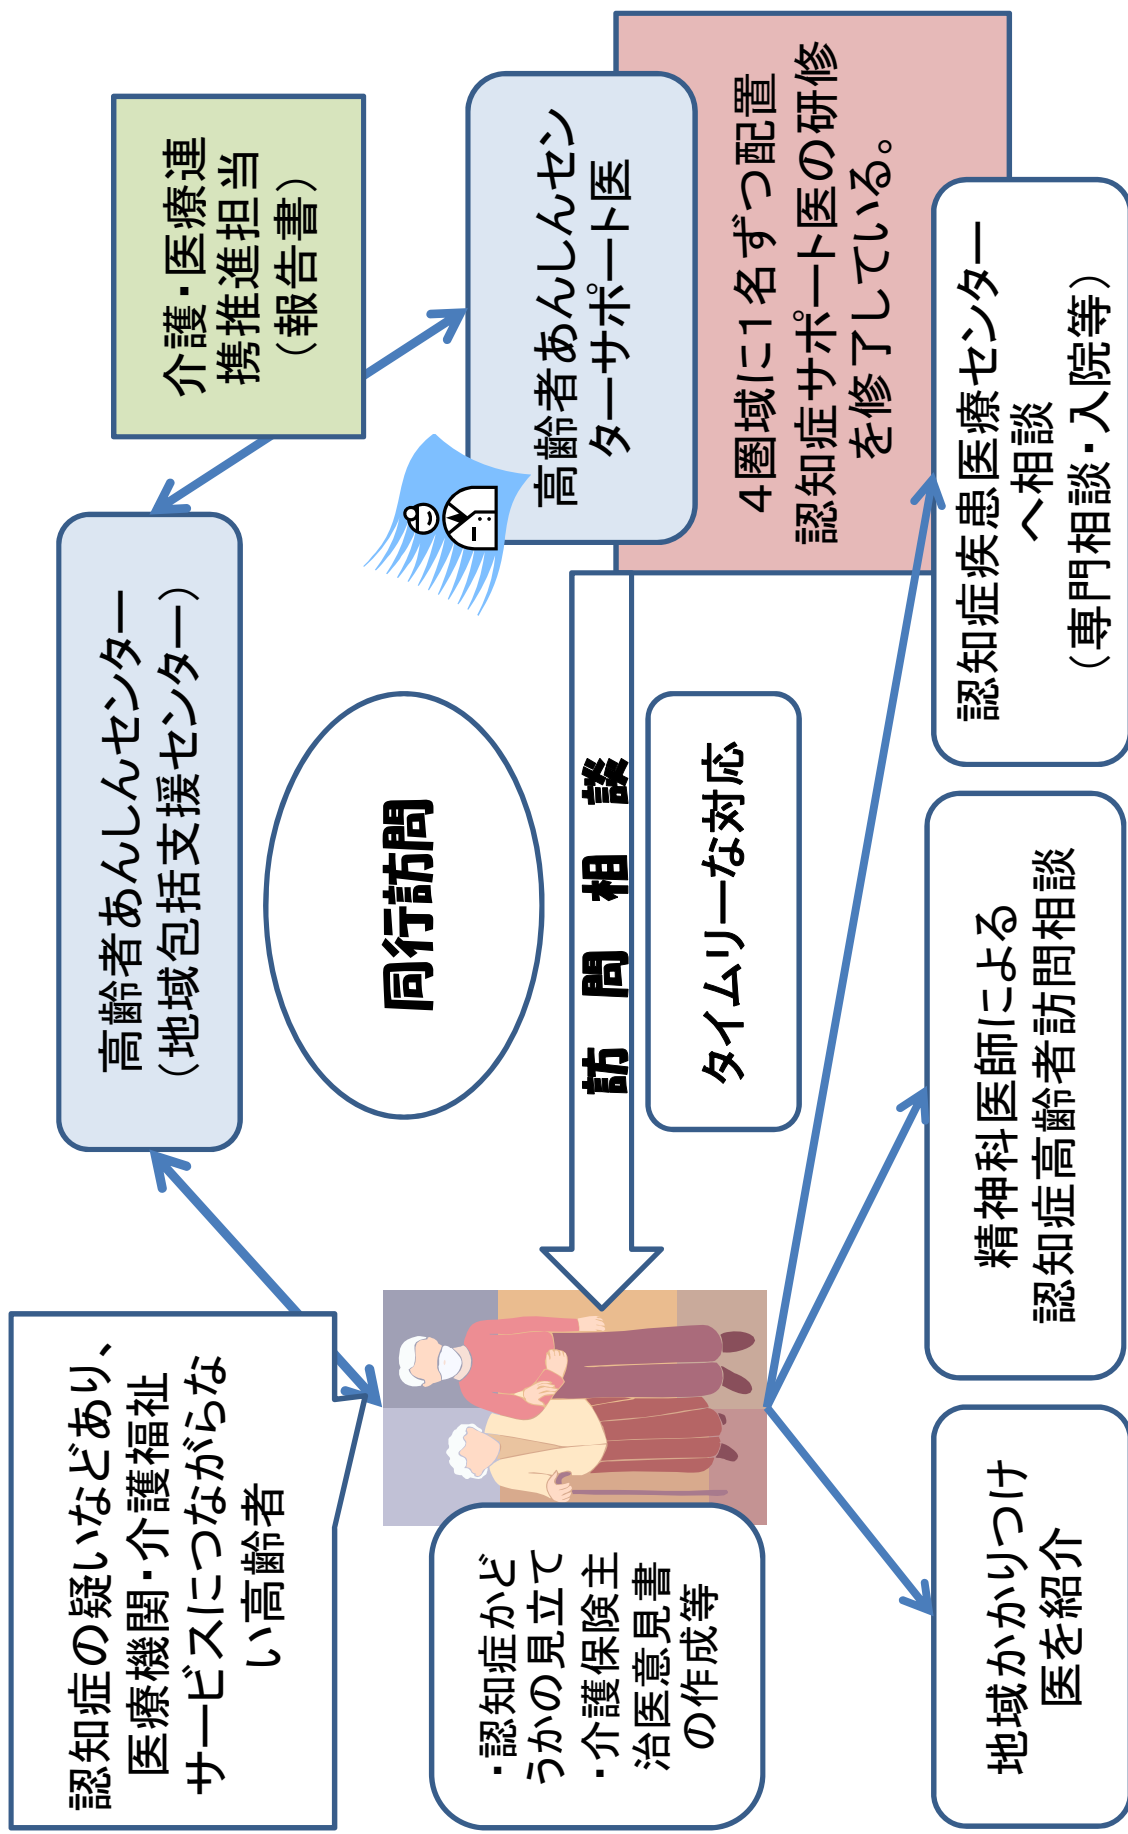 認知症の疑いなどあり、
医療機関・介護福祉
サービスにつながらな
い高齢者
高齢者あんしんセンター
(地域包括支援センター)
介護・医療連
携推進担当
(報告書)
同行訪問
高齢者あんしんセン
ターサポート医
訪問相談
タイムリーな対応
4圏域に1名ずつ配置
認知症サポート医の研修
を修了している。
・認知症かど
うかの見立て
・介護保険主
治医意見書
の作成等
地域かかりつけ
医を紹介
精神科医師による
認知症高齢者訪問相談
認知症疾患医療センター
へ相談
(専門相談・入院等)